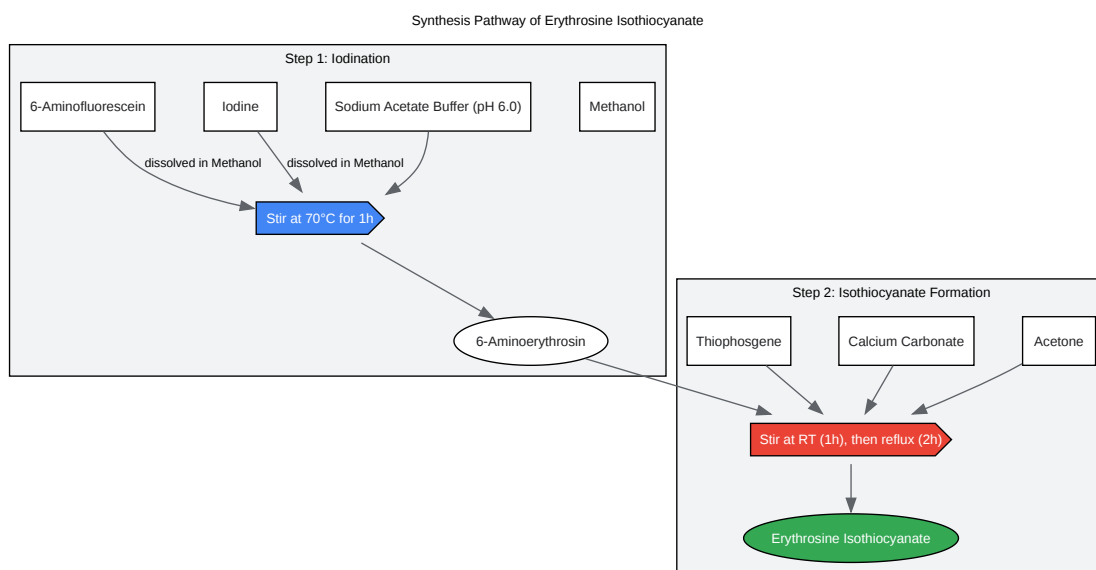 Synthesis Pathway of Erythrosine Isothiocyanate
Step 1: Iodination
6-Aminofluorescein
Iodine
Sodium Acetate Buffer (pH 6.0)
Methanol
dissolved in Methanol
dissolved in Methanol
Stir at 70°C for 1h
6-Aminoerythrosin
Step 2: Isothiocyanate Formation
Thiophosgene
Calcium Carbonate
Acetone
Stir at RT (1h), then reflux (2h)
Erythrosine Isothiocyanate